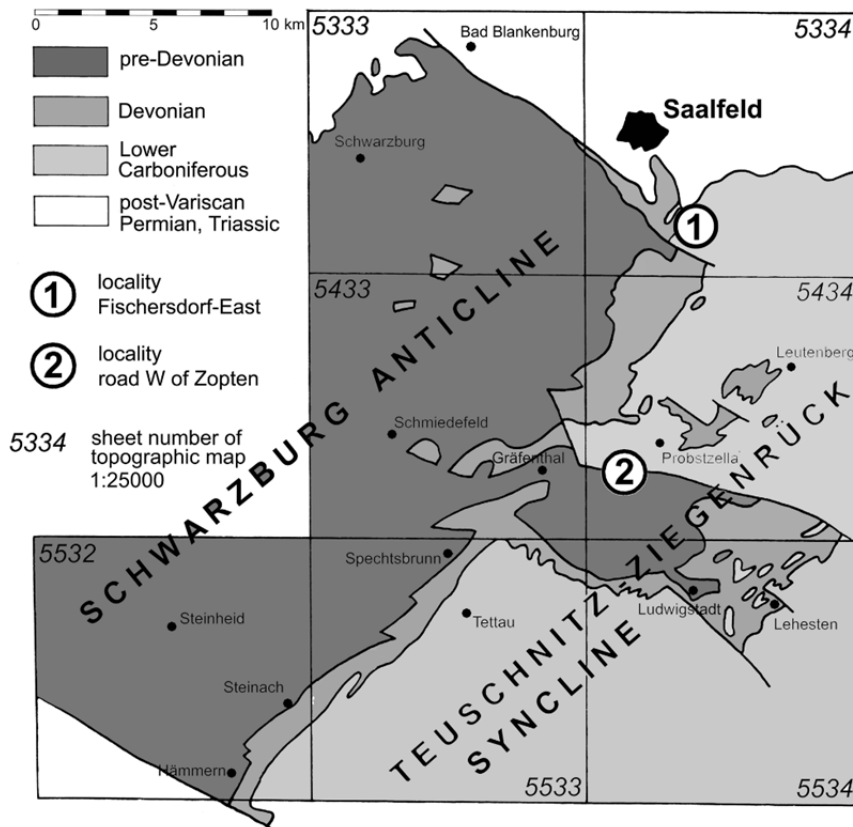 0 5 10 km
pre-Devonian
Devonian
Lower
Carboniferous
post-Variscan
Permian, Triassic
1
locality
Fischersdorf-East
2
locality
road W of Zopten
5334
sheet number of
topographic map
1:25000
5333
5334
Bad Blankenburg
Saalfeld
Schwarzburg
1
5433
5434
Leutenberg
SCHWARZBURG ANTICLINE
Schmiedefeld
Gräfenthal
Probstzella
2
5532
Spechtsbrunn
Steinheid
Tettau
Ludwigstadt
Lehesten
TEUSCHNITZ-ZIEGENRÜCK
SYNCLINE
Steinach
Hämmern
5533
5534